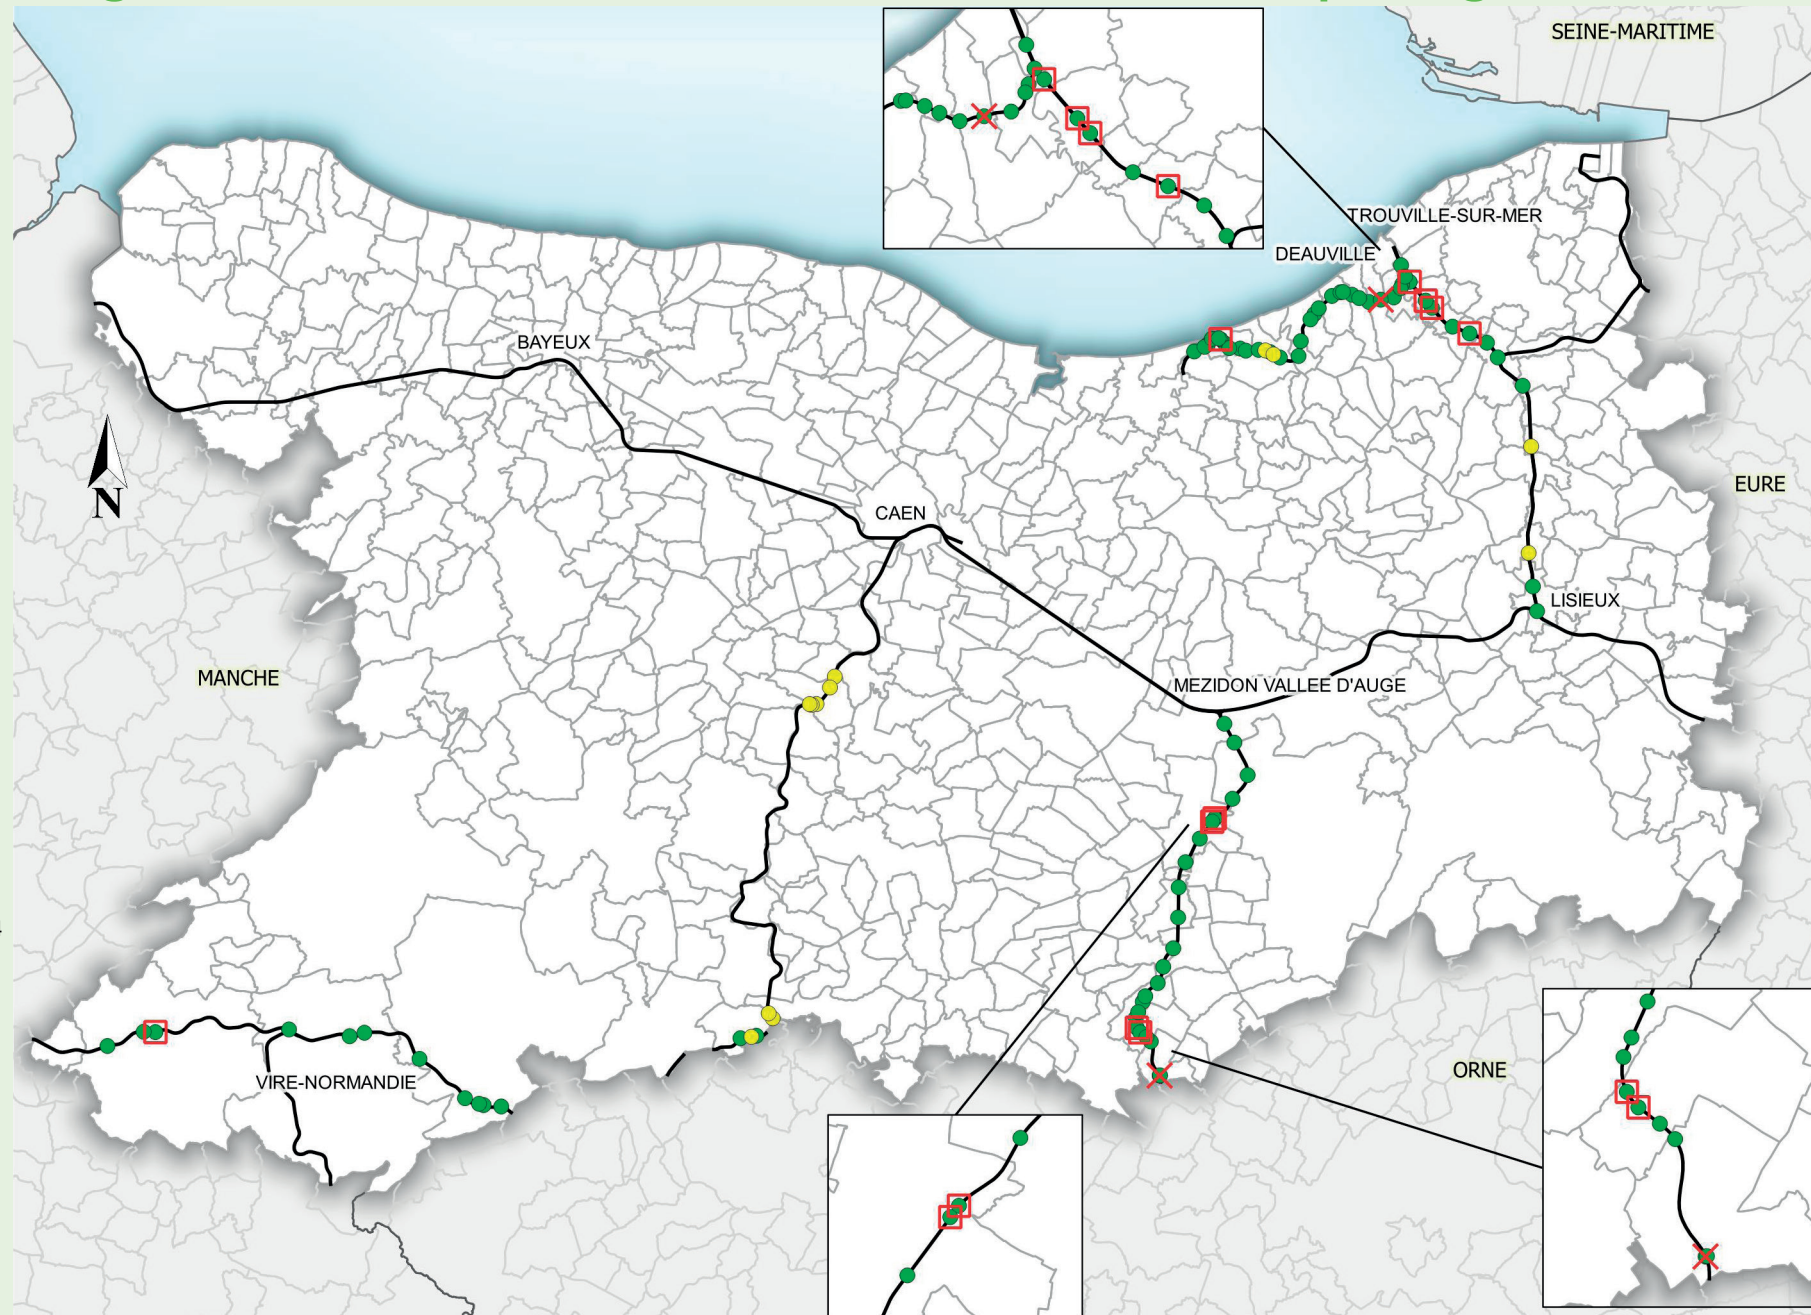 SEINE-MARITIME
TROUVILLE-SUR-MER
DEAUVILLE
BAYEUX
N
EURE
CAEN
LISIEUX
MANCHE
MEZIDON VALLEE D'AUGE
ORNE
VIRE-NORMANDIE